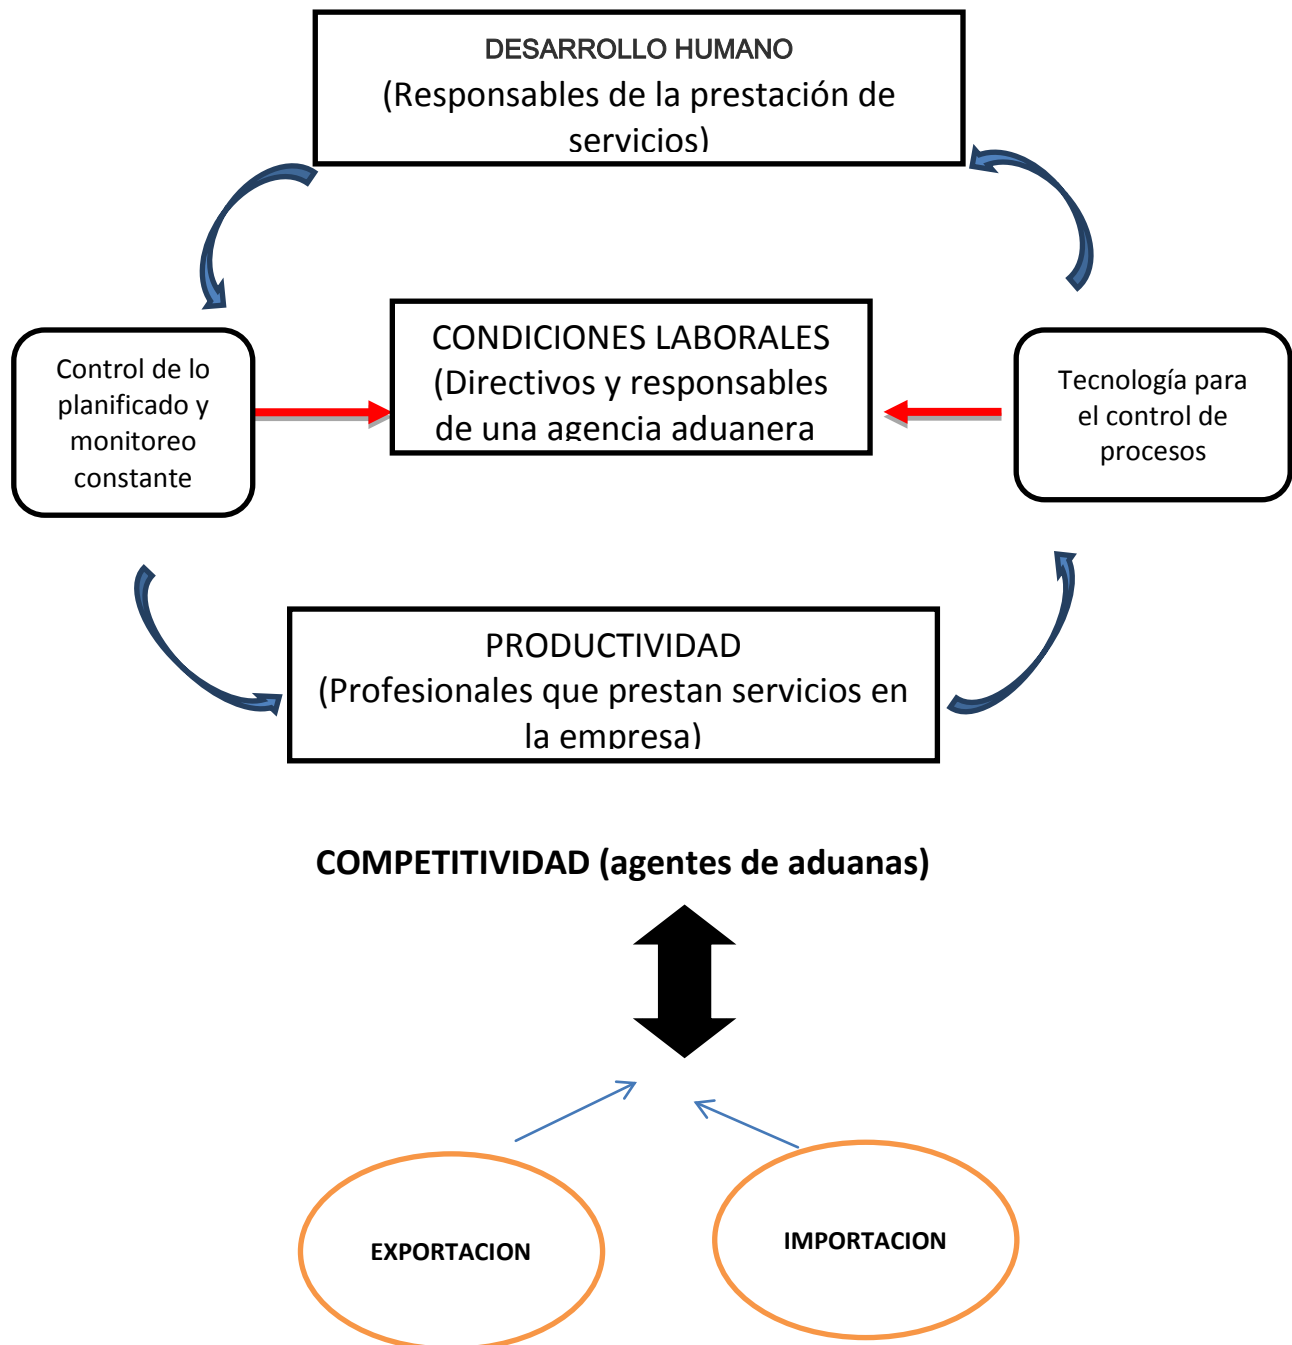 DESARROLLO HUMANO
(Responsables de la prestación de
servicios)
CONDICIONES LABORALES
(Directivos y responsables
de una agencia aduanera
Control de lo
planificado y
monitoreo
constante
Tecnología para
el control de
procesos
PRODUCTIVIDAD
(Profesionales que prestan servicios en
la empresa)
COMPETITIVIDAD (agentes de aduanas)
EXPORTACION
IMPORTACION